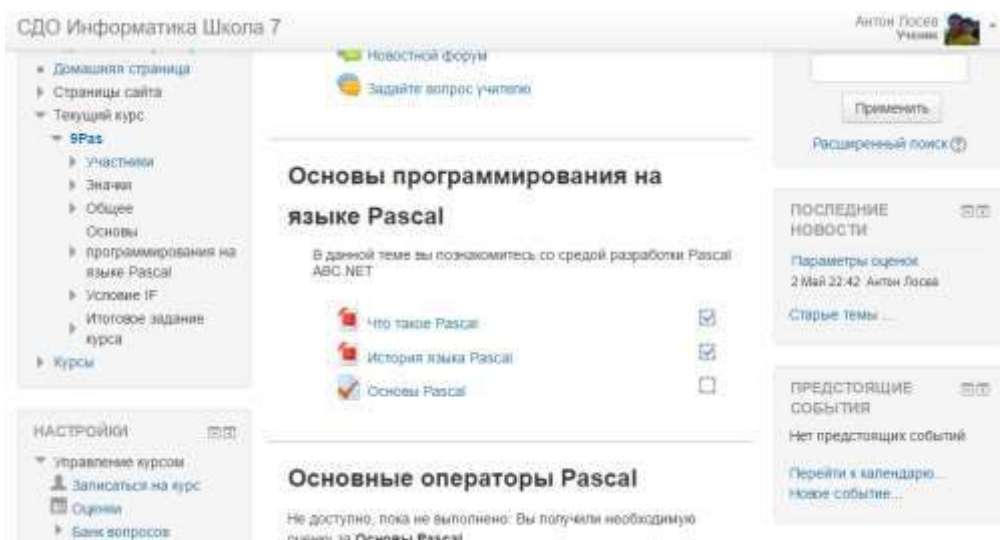 СДО Информатика Школа 7
Антон Лосев
Ученик
Домашняя страница
Страницы сайта
Текущий курс
9Pas
Участники
Значки
Общее
Основы
программирования на
языке Pascal
Условие IF
Итоговое задание
курса
Курсы
НАСТРОЙКИ
Управление курсом
Записаться на курс
Оценки
Банк вопросов
Новостной форум
Задайте вопрос учителю
Основы программирования на
языке Pascal
В данной теме вы познакомитесь со средой разработки Pascal
ABC.NET
Что такое Pascal
История языка Pascal
Основы Pascal
Основные операторы Pascal
Не доступно, пока не выполнено: Вы получили необходимую
оценку за Основы Pascal
Применить
Расширенный поиск
ПОСЛЕДНИЕ
НОВОСТИ
Параметры оценок
2 Май 22:42 Антон Лосев
Старые темы ...
ПРЕДСТОЯЩИЕ
СОБЫТИЯ
Нет предстоящих событий
Перейти к календарю...
Новое событие...